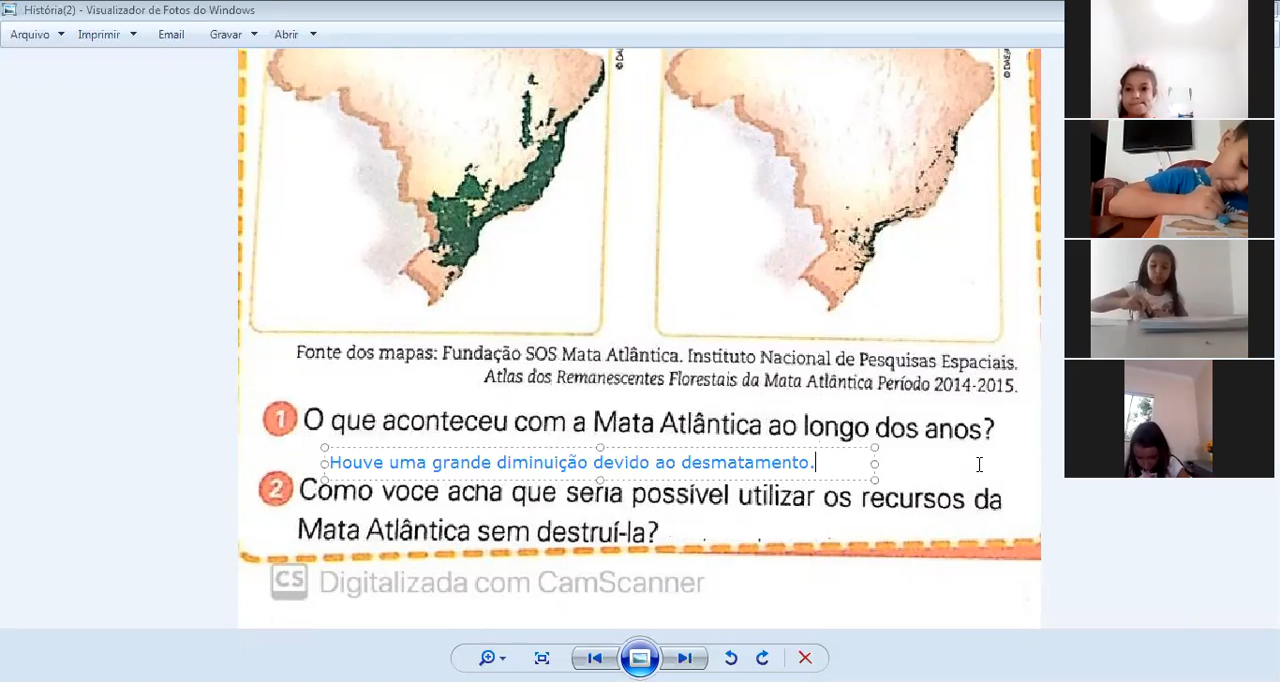 História(2) - Visualizador de Fotos do Windows
Arquivo Imprimir Email Gravar Abrir
Fonte dos mapas: Fundação SOS Mata Atlântica. Instituto Nacional de Pesquisas Espaciais.
Atlas dos Remanescentes Florestais da Mata Atlântica Período 2014-2015.
1 O que aconteceu com a Mata Atlântica ao longo dos anos?
Houve uma grande diminuição devido ao desmatamento.
2 Como voce acha que seria possível utilizar os recursos da
Mata Atlântica sem destruí-la?
CS Digitalizada com CamScanner